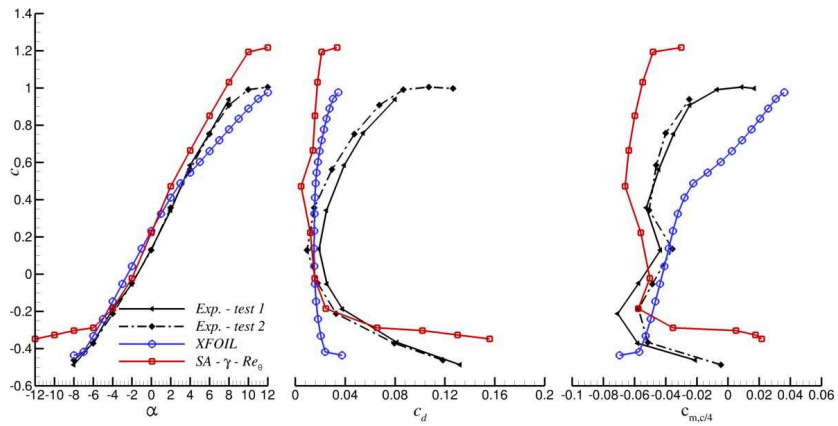 1.4
1.2
1
0.8
0.6
0.4
0.2
0
-0.2
-0.4
-0.6
c_l
-12 -10 -8 -6 -4 -2 0 2 4 6 8 10 12
α
Exp. - test 1
Exp. - test 2
XFOIL
SA - γ - Re_θ
0 0.04 0.08 0.12 0.16 0.2
c_d
-0.1 -0.08 -0.06 -0.04 -0.02 0 0.02 0.04 0.06
c_m,c/4